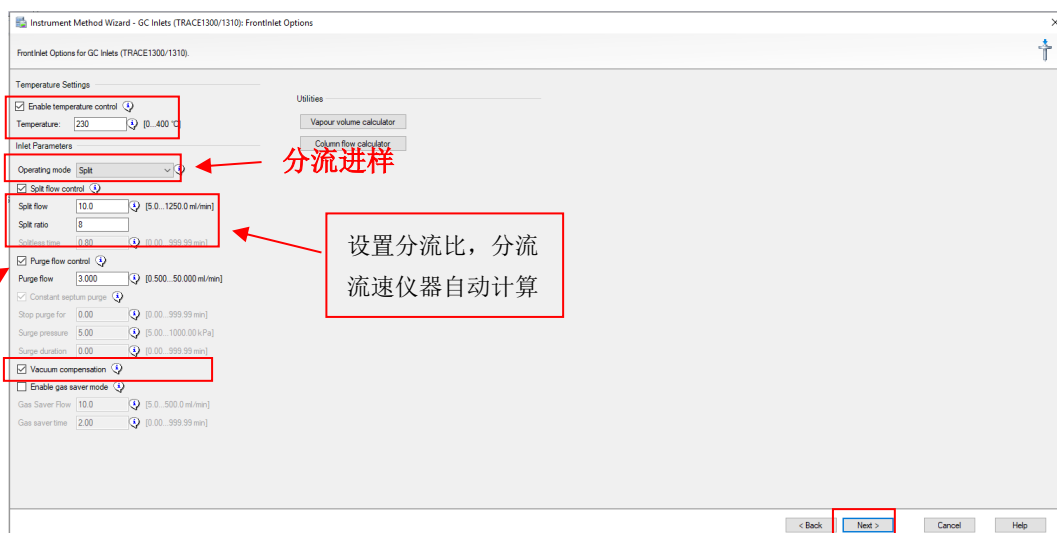 Instrument Method Wizard - GC Inlets (TRACE1300/1310): FrontInlet Options
FrontInlet Options for GC Inlets (TRACE1300/1310).
Temperature Settings
Enable temperature control
Temperature: 230 [0...400 °C]
Inlet Parameters
Operating mode Split
Split flow control
Split flow 10.0 [5.0...1250.0 ml/min]
Split ratio 8
Splitless time 0.80 [0.00...999.99 min]
Purge flow control
Purge flow 3.000 [0.500...50.000 ml/min]
Constant septum purge
Stop purge for 0.00 [0.00...999.99 min]
Surge pressure 5.00 [5.00...1000.00 kPa]
Surge duration 0.00 [0.00...999.99 min]
Vacuum compensation
Enable gas saver mode
Gas Saver Flow 10.0 [5.0...500.0 ml/min]
Gas saver time 2.00 [0.00...999.99 min]
Utilities
Vapour volume calculator
Column flow calculator
分流进样
设置分流比，分流
流速仪器自动计算
< Back Next > Cancel Help